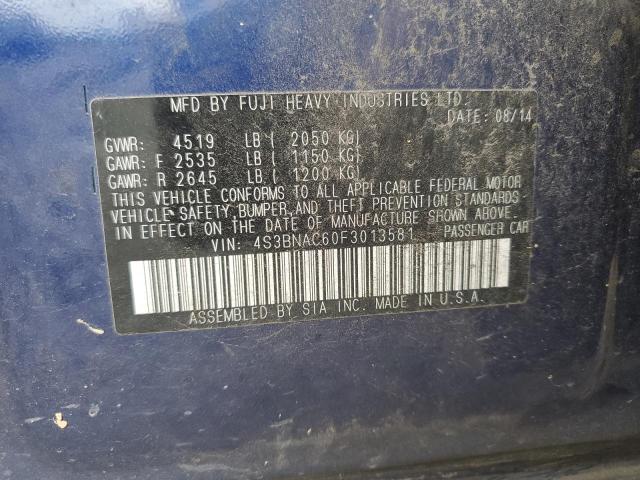 MFD BY FUJI HEAVY INDUSTRIES LTD.
DATE: 08/14
GVWR: 4519 LB ( 2050 KG)
GAWR: F 2535 LB ( 1150 KG)
GAWR: R 2645 LB ( 1200 KG)
THIS VEHICLE CONFORMS TO ALL APPLICABLE FEDERAL MOTOR
VEHICLE SAFETY, BUMPER, AND THEFT PREVENTION STANDARDS
IN EFFECT ON THE DATE OF MANUFACTURE SHOWN ABOVE.
VIN: 4S3BNAC60F3013581 PASSENGER CAR
ASSEMBLED BY SIA INC. MADE IN U.S.A.